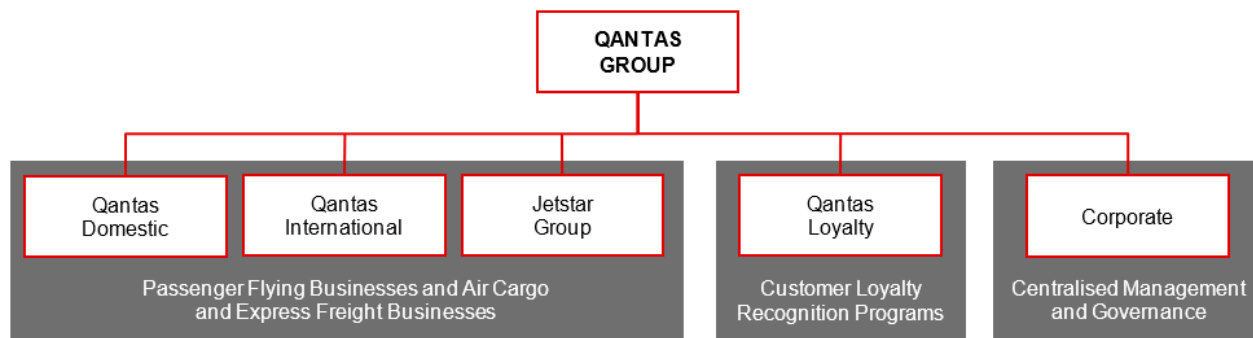 QANTAS
GROUP
Qantas
Domestic
Qantas
International
Jetstar
Group
Qantas
Loyalty
Corporate
Passenger Flying Businesses and Air Cargo
and Express Freight Businesses
Customer Loyalty
Recognition Programs
Centralised Management
and Governance